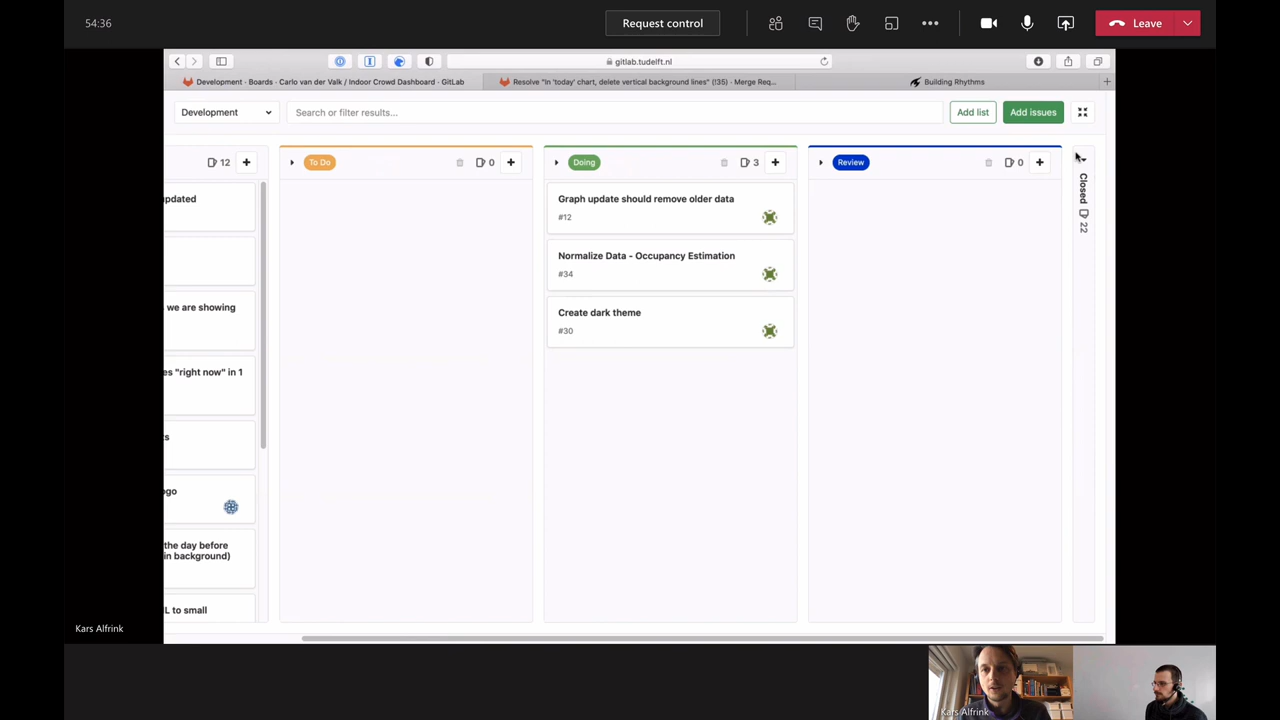 54:36
Request control
Leave
gitlab.tudelft.nl
Development · Boards · Carlo van der Valk / Indoor Crowd Dashboard · GitLab
Resolve "In 'today' chart, delete vertical background lines" (!35) · Merge Req...
Building Rhythms
Development
Search or filter results...
Add list
Add issues
12
To Do
0
Doing
3
Review
0
Closed
22
pdated
we are showing
es "right now" in 1
ts
ogo
the day before
in background)
L to small
Graph update should remove older data
#12
Normalize Data - Occupancy Estimation
#34
Create dark theme
#30
Kars Alfrink
Kars Alfrink